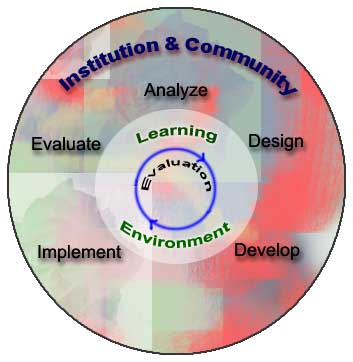 Institution & Community
Analyze
Evaluate
Design
Learning
Evaluation
Environment
Implement
Develop